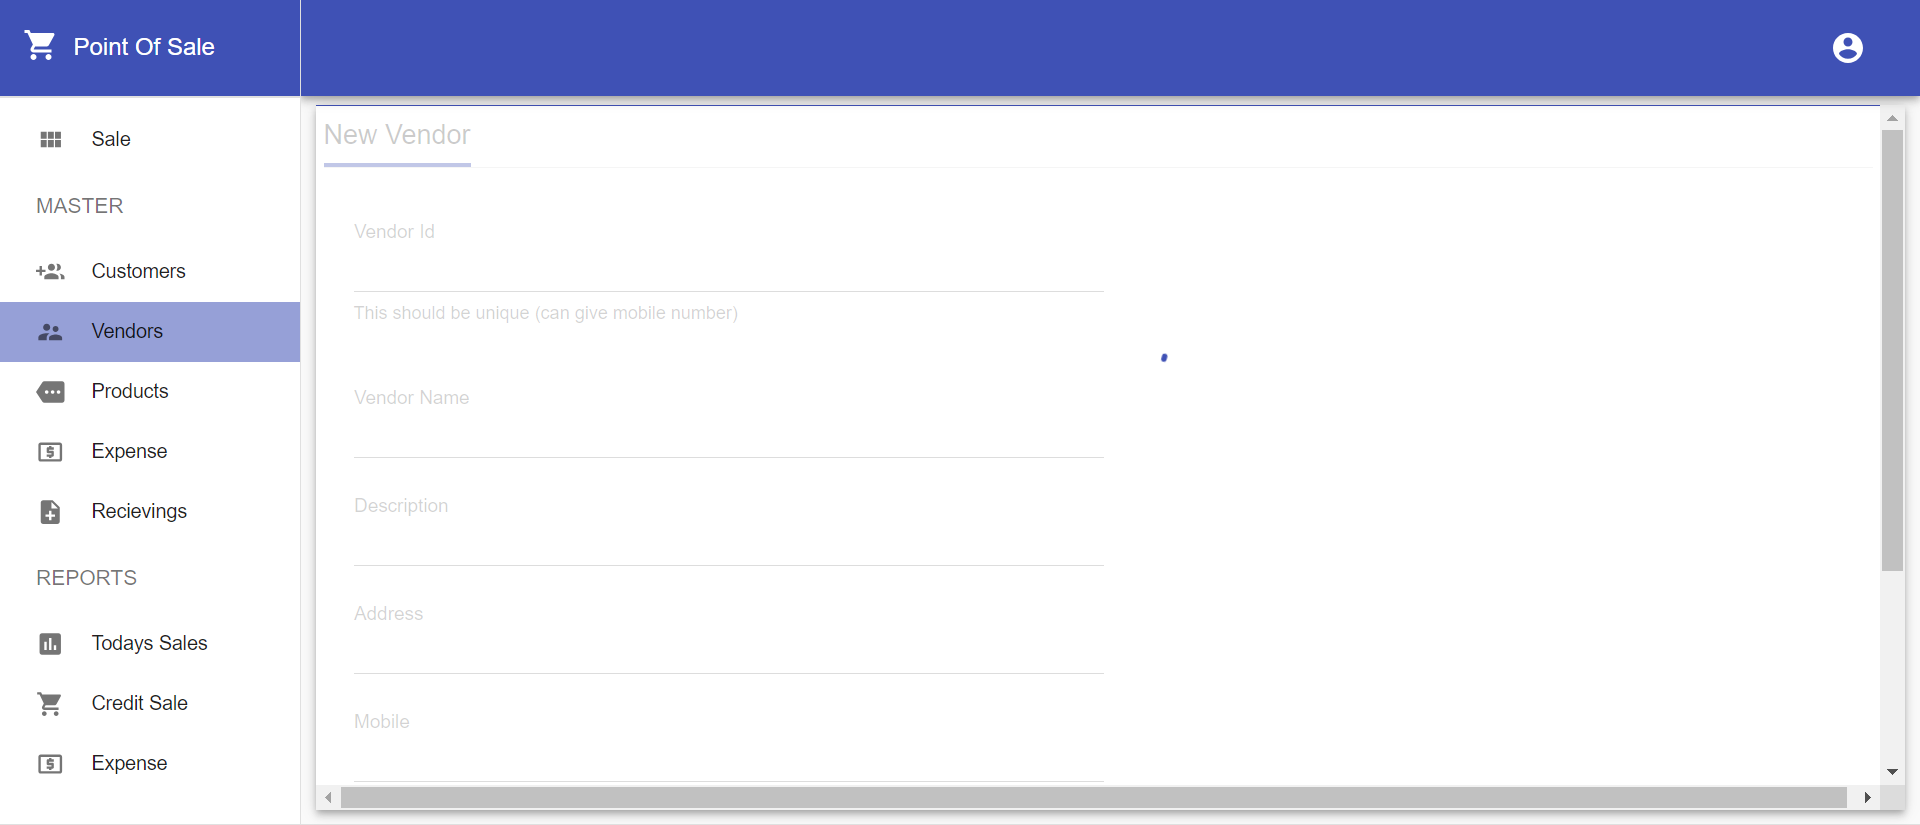 Point Of Sale
Sale
MASTER
Customers
Vendors
Products
Expense
Recievings
REPORTS
Todays Sales
Credit Sale
Expense
New Vendor
Vendor Id
This should be unique (can give mobile number)
Vendor Name
Description
Address
Mobile